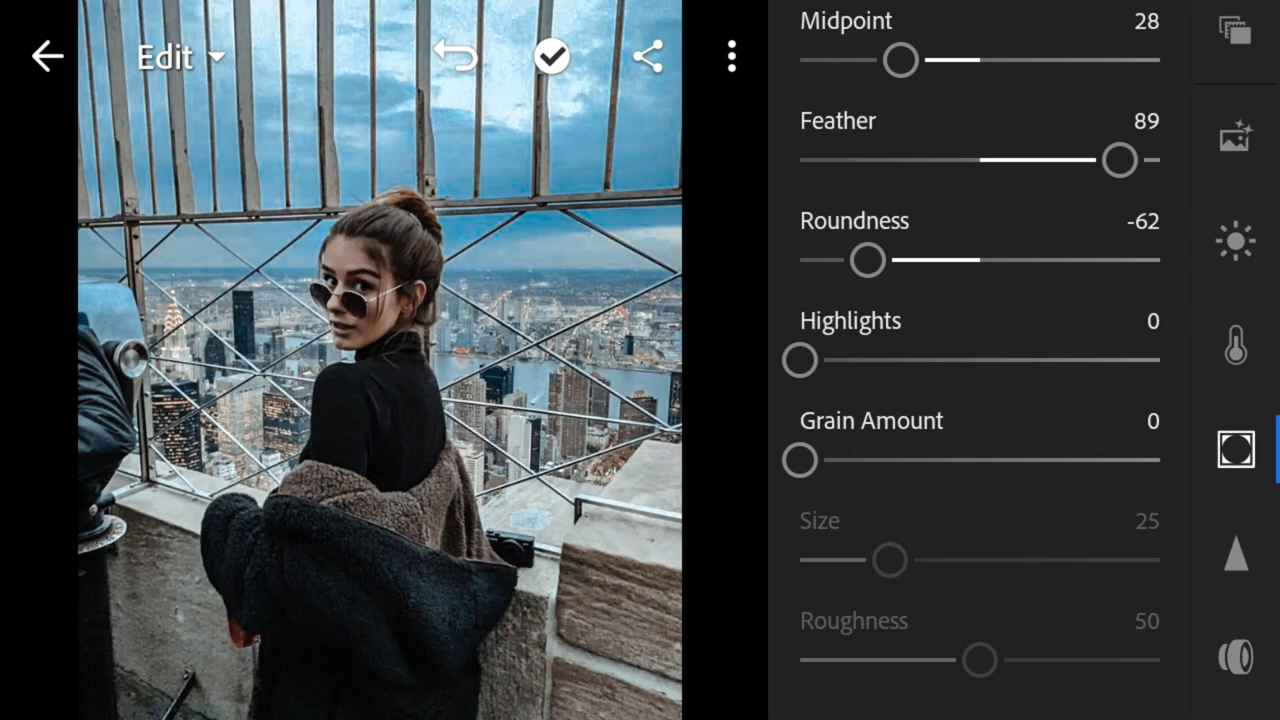 Edit
Midpoint 28
Feather 89
Roundness -62
Highlights 0
Grain Amount 0
Size 25
Roughness 50